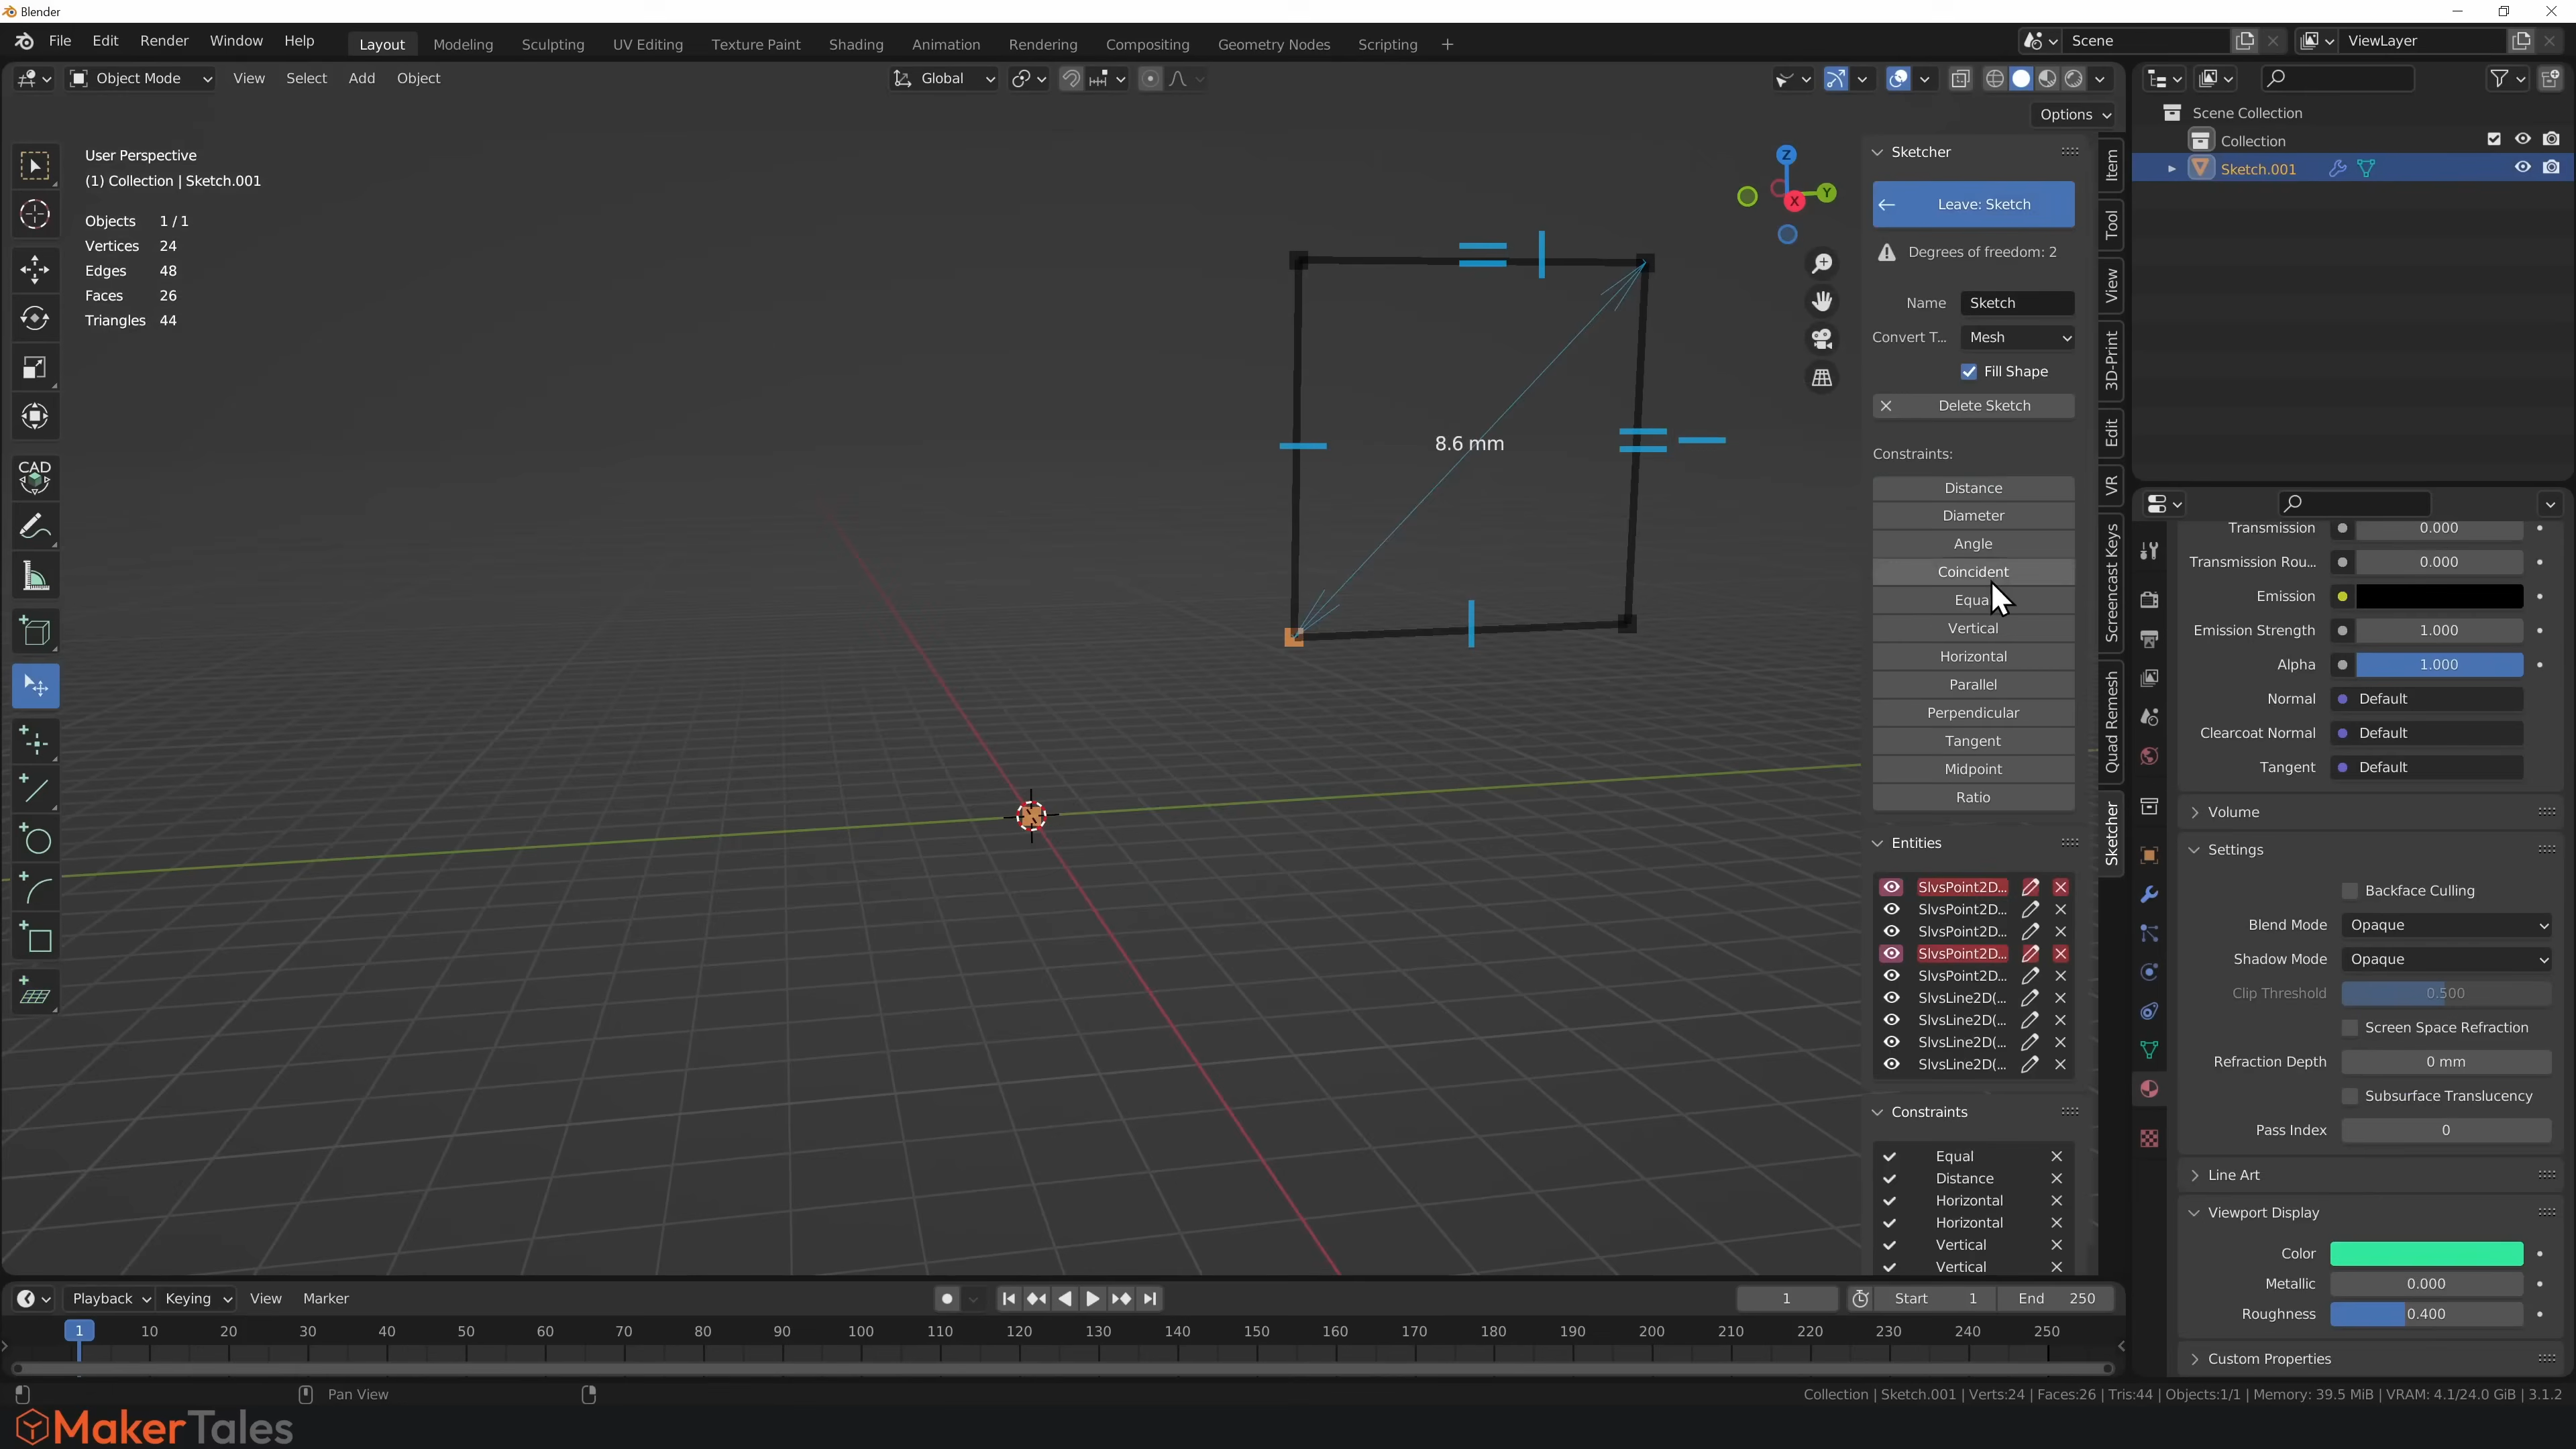 Blender
File Edit Render Window Help Layout Modeling Sculpting UV Editing Texture Paint Shading Animation Rendering Compositing Geometry Nodes Scripting + Scene ViewLayer
Object Mode View Select Add Object Global
Options
User Perspective
(1) Collection | Sketch.001
Objects 1/1
Vertices 24
Edges 48
Faces 26
Triangles 44
CAD
8.6 mm
Z
Y
X
Sketcher
Leave: Sketch
Degrees of freedom: 2
Name Sketch
Convert T... Mesh
Fill Shape
Delete Sketch
Constraints:
Distance
Diameter
Angle
Coincident
Equa
Vertical
Horizontal
Parallel
Perpendicular
Tangent
Midpoint
Ratio
Entities
SlvsPoint2D...
SlvsPoint2D...
SlvsPoint2D...
SlvsPoint2D...
SlvsPoint2D...
SlvsLine2D(...
SlvsLine2D(...
SlvsLine2D(...
SlvsLine2D(...
Constraints
Equal
Distance
Horizontal
Horizontal
Vertical
Vertical
Item
Tool
View
3D-Print
Edit
VR
Screencast Keys
Quad Remesh
Sketcher
Scene Collection
Collection
Sketch.001
Transmission 0.000
Transmission Rou... 0.000
Emission
Emission Strength 1.000
Alpha 1.000
Normal Default
Clearcoat Normal Default
Tangent Default
Volume
Settings
Backface Culling
Blend Mode Opaque
Shadow Mode Opaque
Clip Threshold 0.500
Screen Space Refraction
Refraction Depth 0 mm
Subsurface Translucency
Pass Index 0
Line Art
Viewport Display
Color
Metallic 0.000
Roughness 0.400
Custom Properties
Playback Keying View Marker 1 Start 1 End 250
1 10 20 30 40 50 60 70 80 90 100 110 120 130 140 150 160 170 180 190 200 210 220 230 240 250
Pan View
Collection | Sketch.001 | Verts:24 | Faces:26 | Tris:44 | Objects:1/1 | Memory: 39.5 MiB | VRAM: 4.1/24.0 GiB | 3.1.2
MakerTales